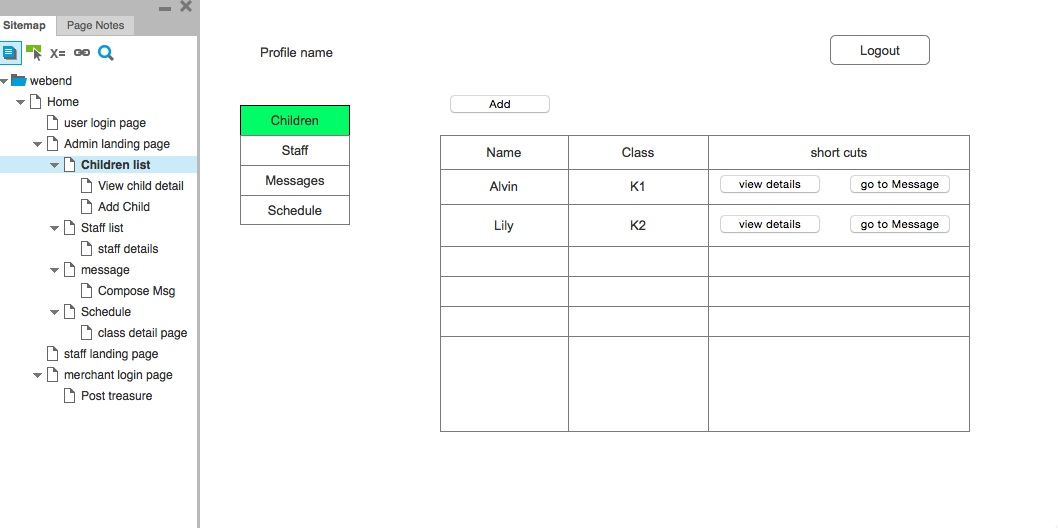 Sitemap Page Notes
X=
webend
Home
user login page
Admin landing page
Children list
View child detail
Add Child
Staff list
staff details
message
Compose Msg
Schedule
class detail page
staff landing page
merchant login page
Post treasure
Profile name
Logout
Children
Staff
Messages
Schedule
Add
Name Class short cuts
Alvin K1 view details go to Message
Lily K2 view details go to Message